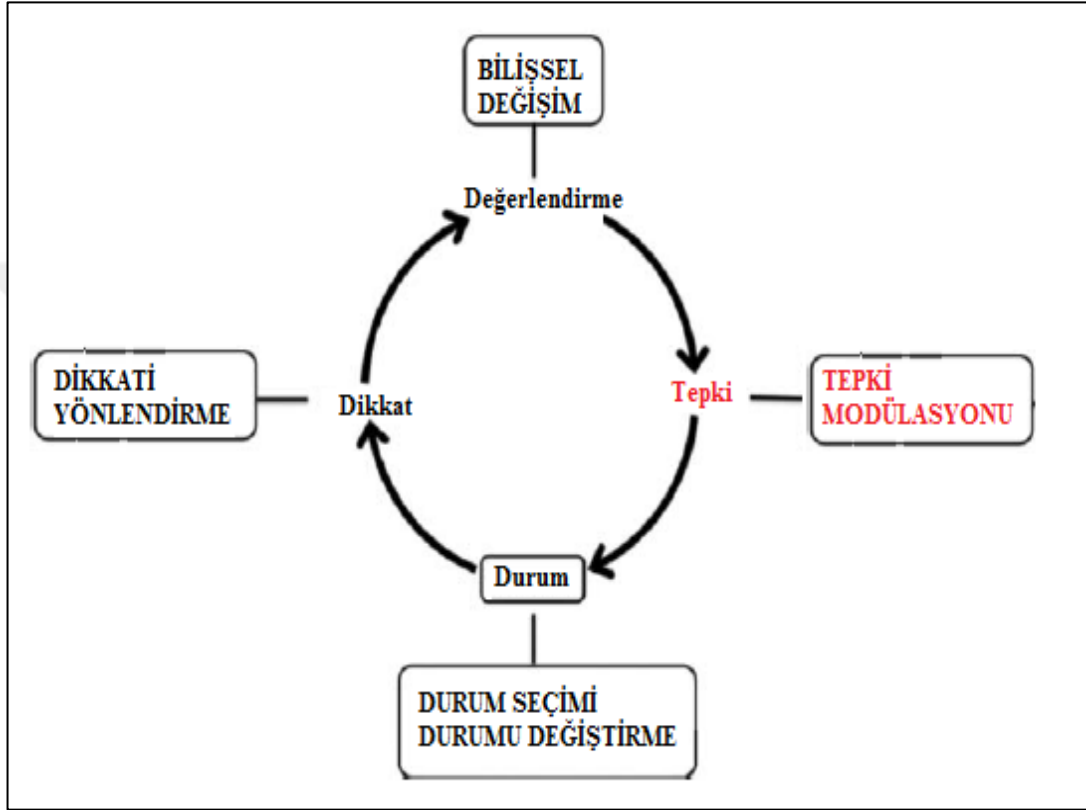 BİLİŞSEL
DEĞİŞİM
Değerlendirme
DİKKATİ
YÖNLENDİRME
Dikkat
Tepki
TEPKİ
MODÜLASYONU
Durum
DURUM SEÇİMİ
DURUMU DEĞİŞTİRME